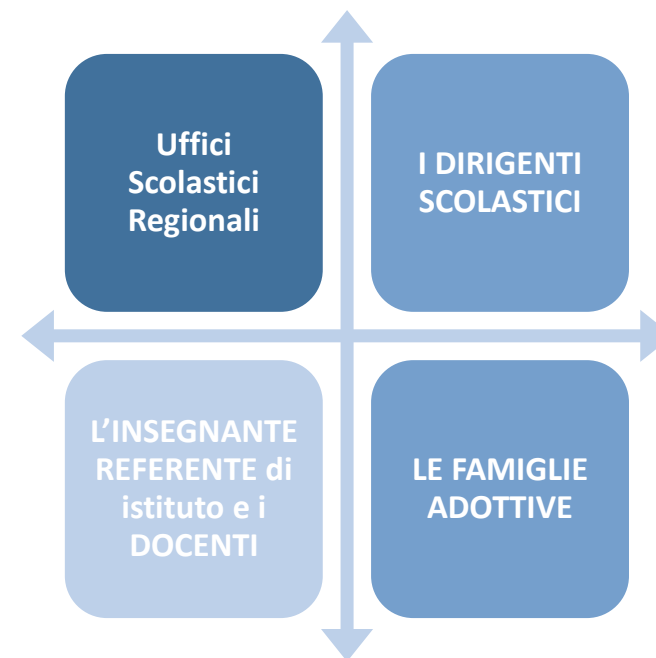 Uffici
Scolastici
Regionali
I DIRIGENTI
SCOLASTICI
L’INSEGNANTE
REFERENTE di
istituto e i
DOCENTI
LE FAMIGLIE
ADOTTIVE